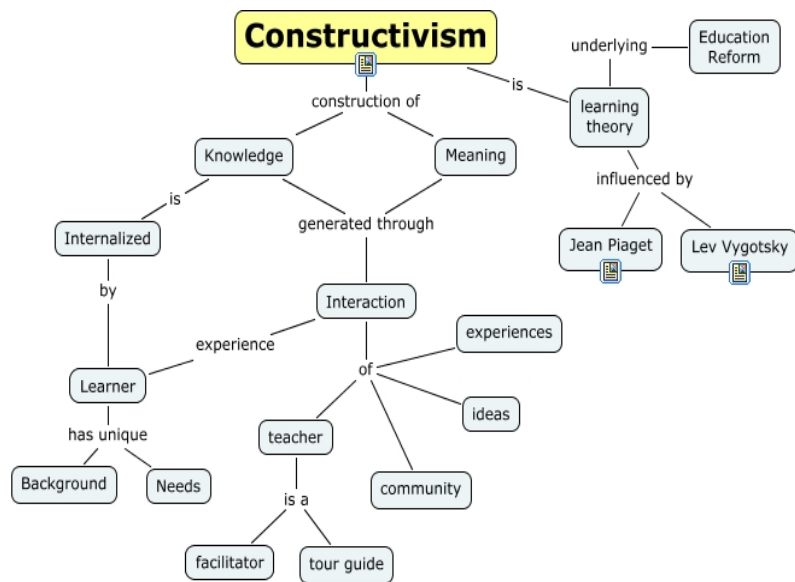 Constructivism
underlying
Education
Reform
is
construction of
learning
theory
Knowledge
Meaning
influenced by
is
Internalized
generated through
Jean Piaget
Lev Vygotsky
by
Interaction
experience
experiences
of
Learner
ideas
has unique
teacher
Background
Needs
community
is a
facilitator
tour guide